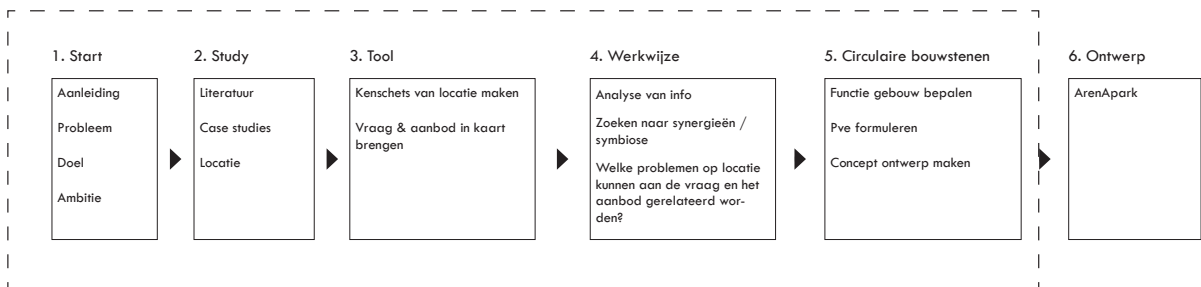 1. Start
Aanleiding
Probleem
Doel
Ambitie
2. Study
Literatuur
Case studies
Locatie
3. Tool
Kenschets van locatie maken
Vraag & aanbod in kaart
brengen
4. Werkwijze
Analyse van info
Zoeken naar synergieën /
symbiose
Welke problemen op locatie
kunnen aan de vraag en het
aanbod gerelateerd wor-
den?
5. Circulaire bouwstenen
Functie gebouw bepalen
Pve formuleren
Concept ontwerp maken
6. Ontwerp
ArenApark